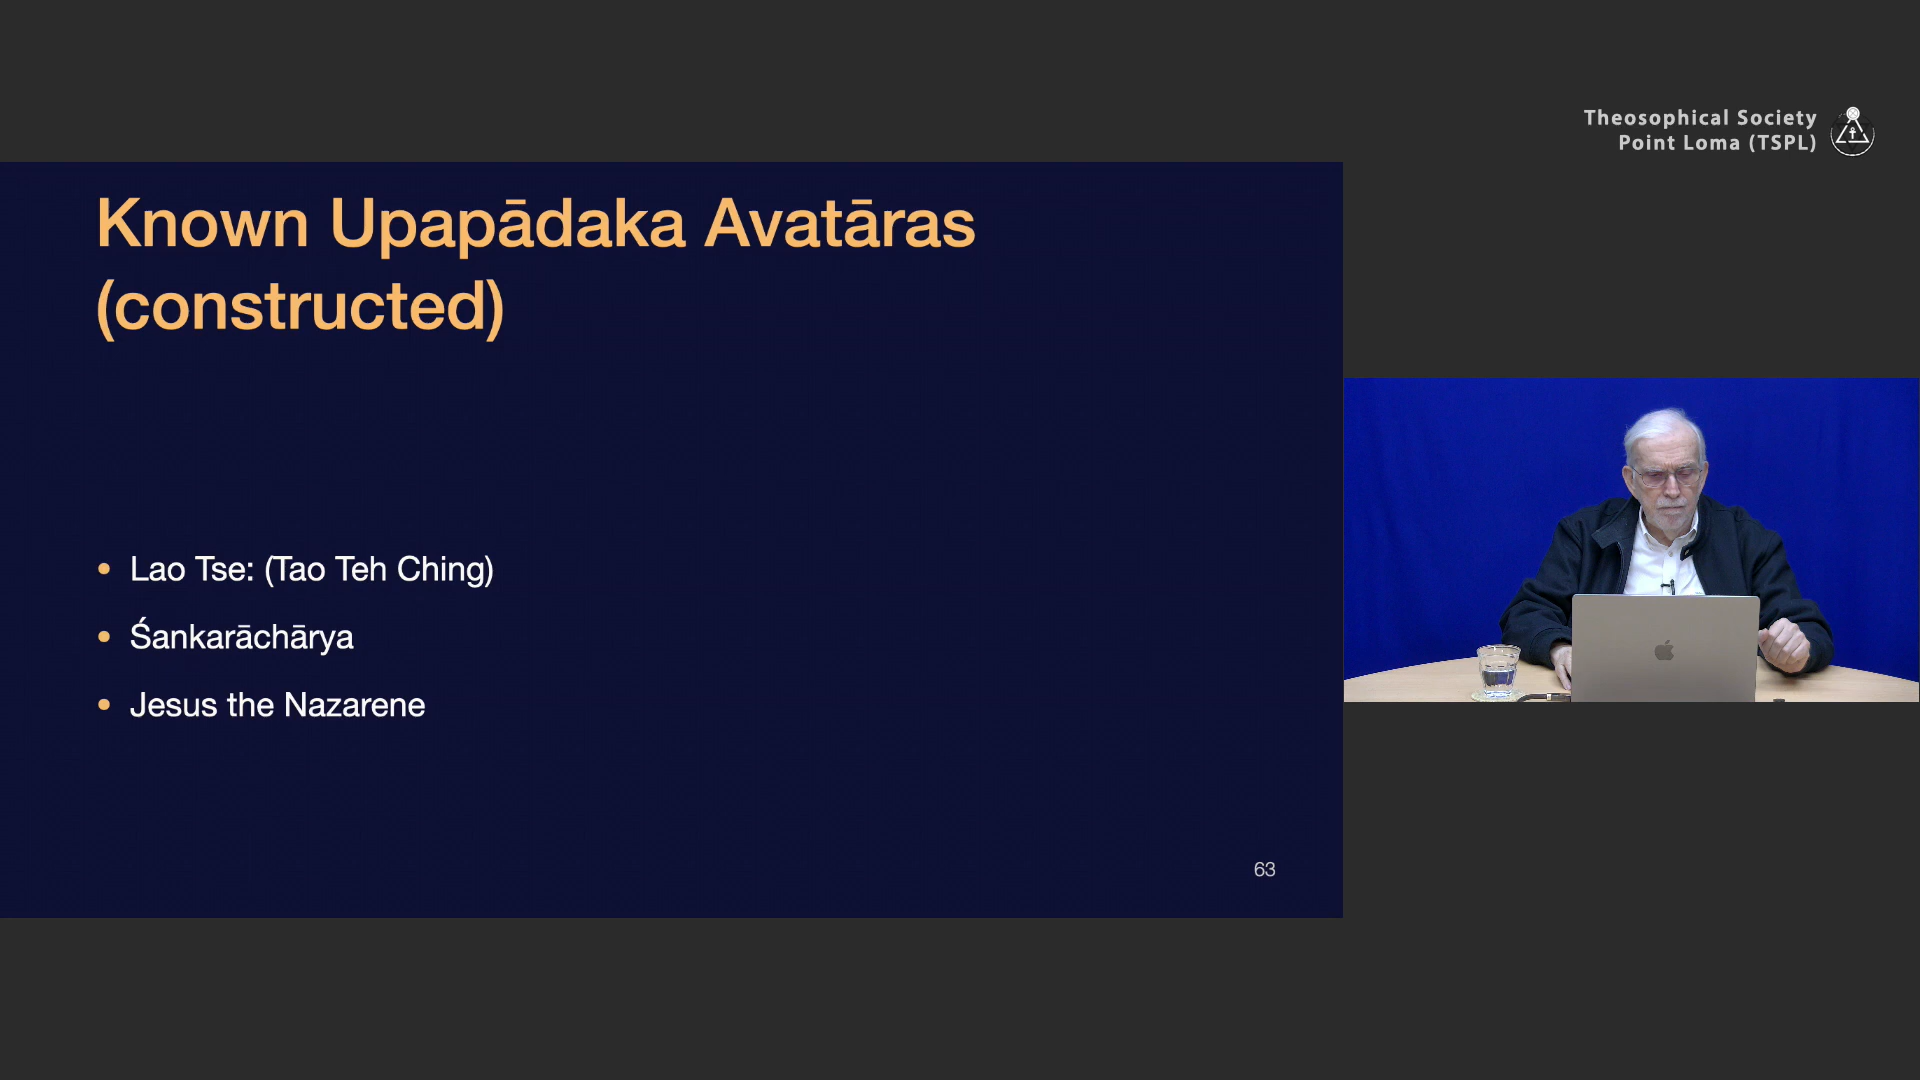 Theosophical Society
Point Loma (TSPL)
Known Upapādaka Avatāras
(constructed)
• Lao Tse: (Tao Teh Ching)
• Śankarāchārya
• Jesus the Nazarene
63